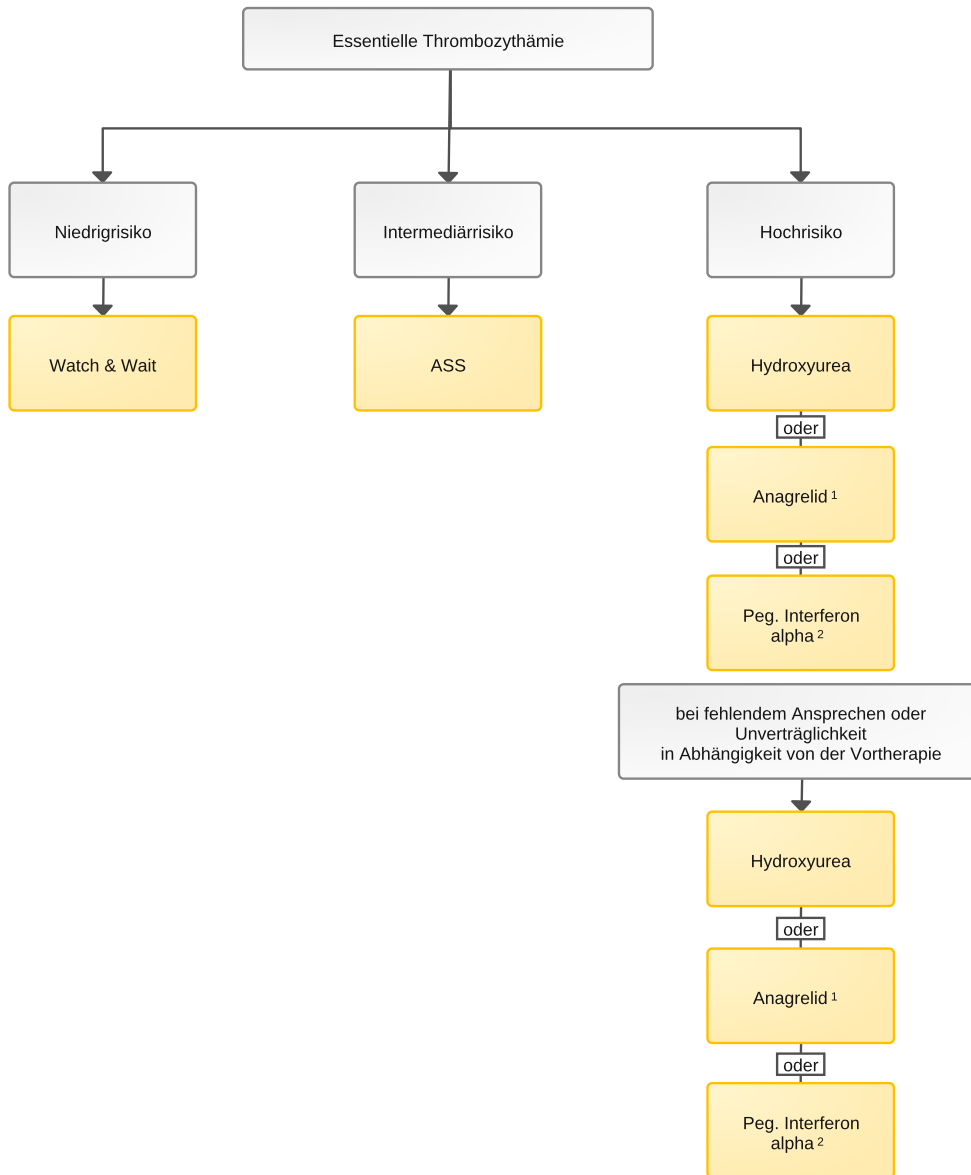 Essentielle Thrombozythämie
Niedrigrisiko
Intermediärrisiko
Hochrisiko
Watch & Wait
ASS
Hydroxyurea
oder
Anagrelid 1
oder
Peg. Interferon
alpha 2
bei fehlendem Ansprechen oder
Unverträglichkeit
in Abhängigkeit von der Vortherapie
Hydroxyurea
oder
Anagrelid 1
oder
Peg. Interferon
alpha 2